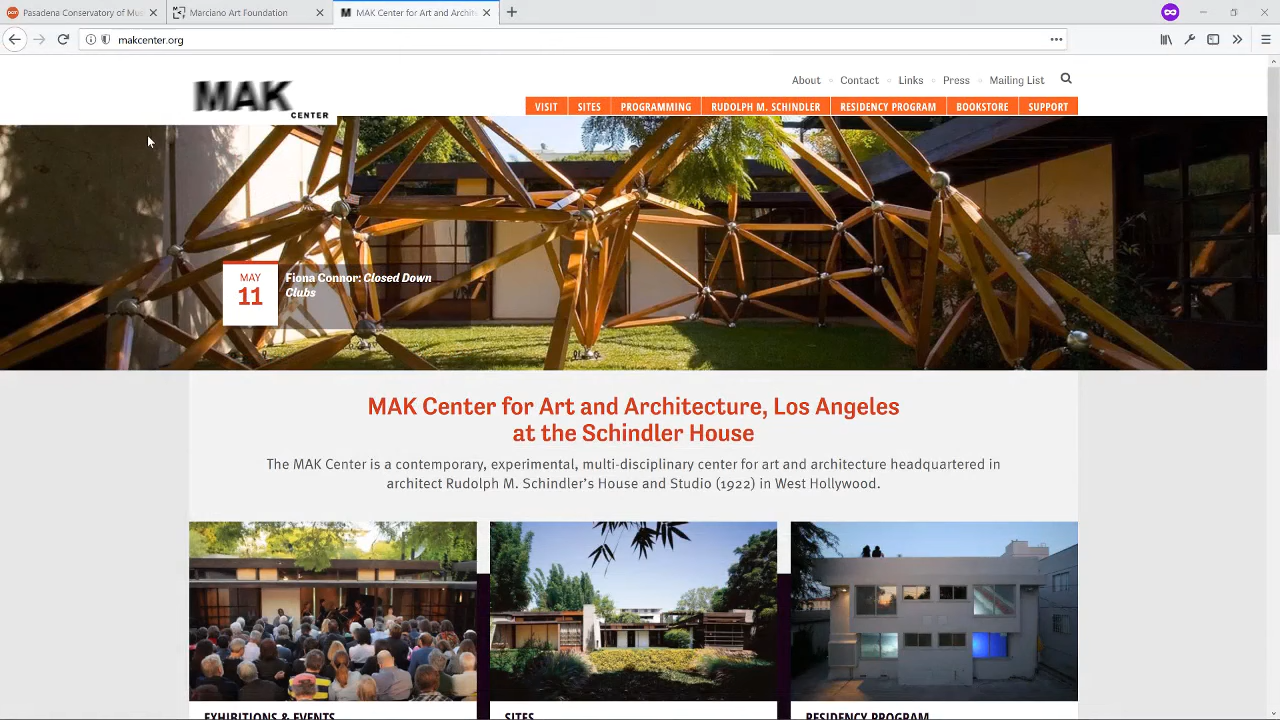 Pasadena Conservatory of Mus
Marciano Art Foundation
MAK Center for Art and Archit
makcenter.org
MAK
CENTER
About
Contact
Links
Press
Mailing List
VISIT
SITES
PROGRAMMING
RUDOLPH M. SCHINDLER
RESIDENCY PROGRAM
BOOKSTORE
SUPPORT
MAY
11
Fiona Connor: Closed Down
Clubs
MAK Center for Art and Architecture, Los Angeles
at the Schindler House
The MAK Center is a contemporary, experimental, multi-disciplinary center for art and architecture headquartered in
architect Rudolph M. Schindler's House and Studio (1922) in West Hollywood.
EXHIBITIONS & EVENTS
SITES
RESIDENCY PROGRAM